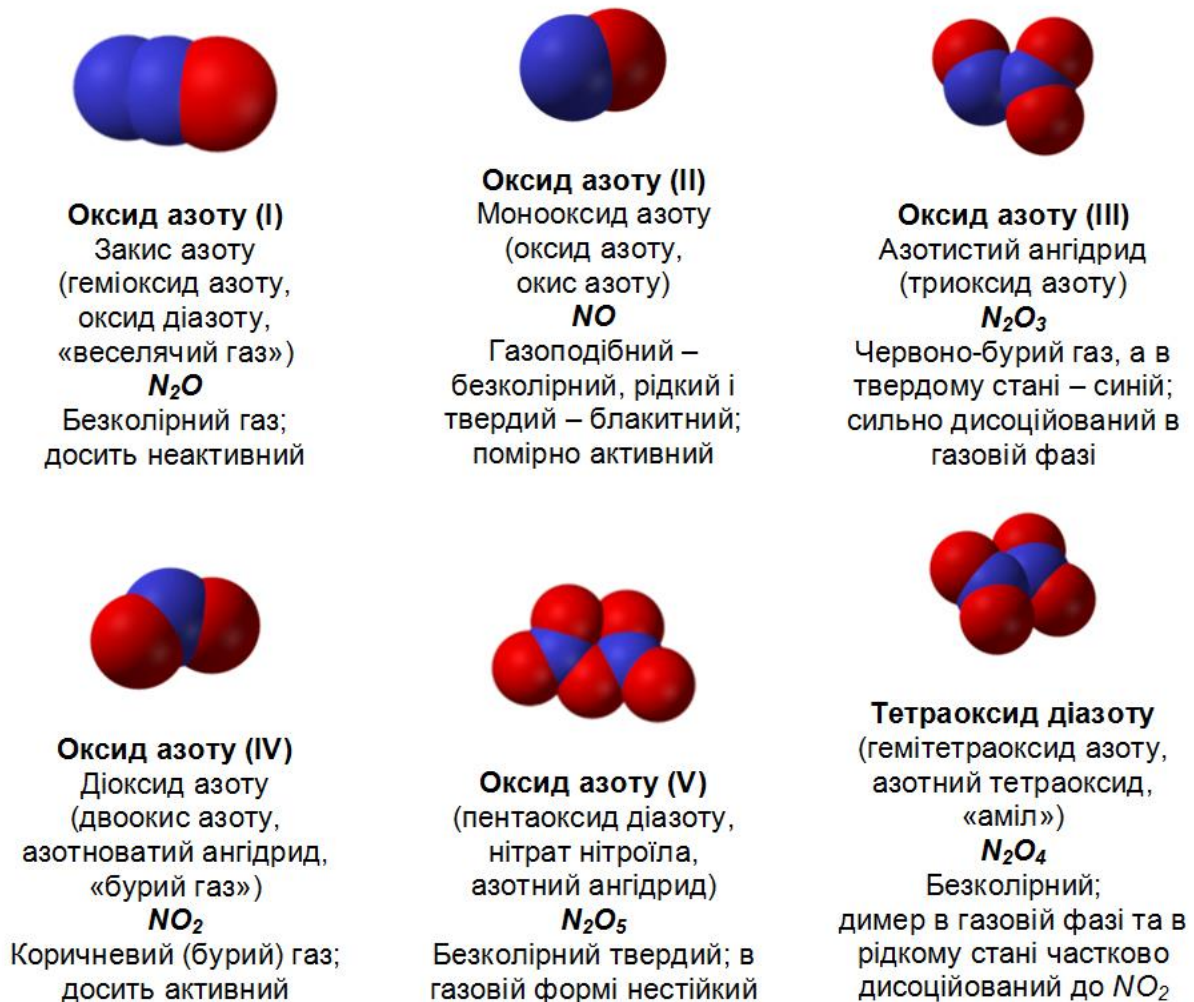 Оксид азоту (I)
Закис азоту
(геміоксид азоту,
оксид діазоту,
«веселячий газ»)
N₂O
Безколірний газ;
досить неактивний
Оксид азоту (II)
Монооксид азоту
(оксид азоту,
окис азоту)
NO
Газоподібний –
безколірний, рідкий і
твердий – блакитний;
помірно активний
Оксид азоту (III)
Азотистий ангідрид
(триоксид азоту)
N₂O₃
Червоно-бурий газ, а в
твердому стані – синій;
сильно дисоційований в
газовій фазі
Оксид азоту (IV)
Діоксид азоту
(двоокис азоту,
азотноватий ангідрид,
«бурий газ»)
NO₂
Коричневий (бурий) газ;
досить активний
Оксид азоту (V)
(пентаоксид діазоту,
нітрат нітроїла,
азотний ангідрид)
N₂O₅
Безколірний твердий; в
газовій формі нестійкий
Тетраоксид діазоту
(гемітетраоксид азоту,
азотний тетраоксид,
«аміл»)
N₂O₄
Безколірний;
димер в газовій фазі та в
рідкому стані частково
дисоційований до NO₂